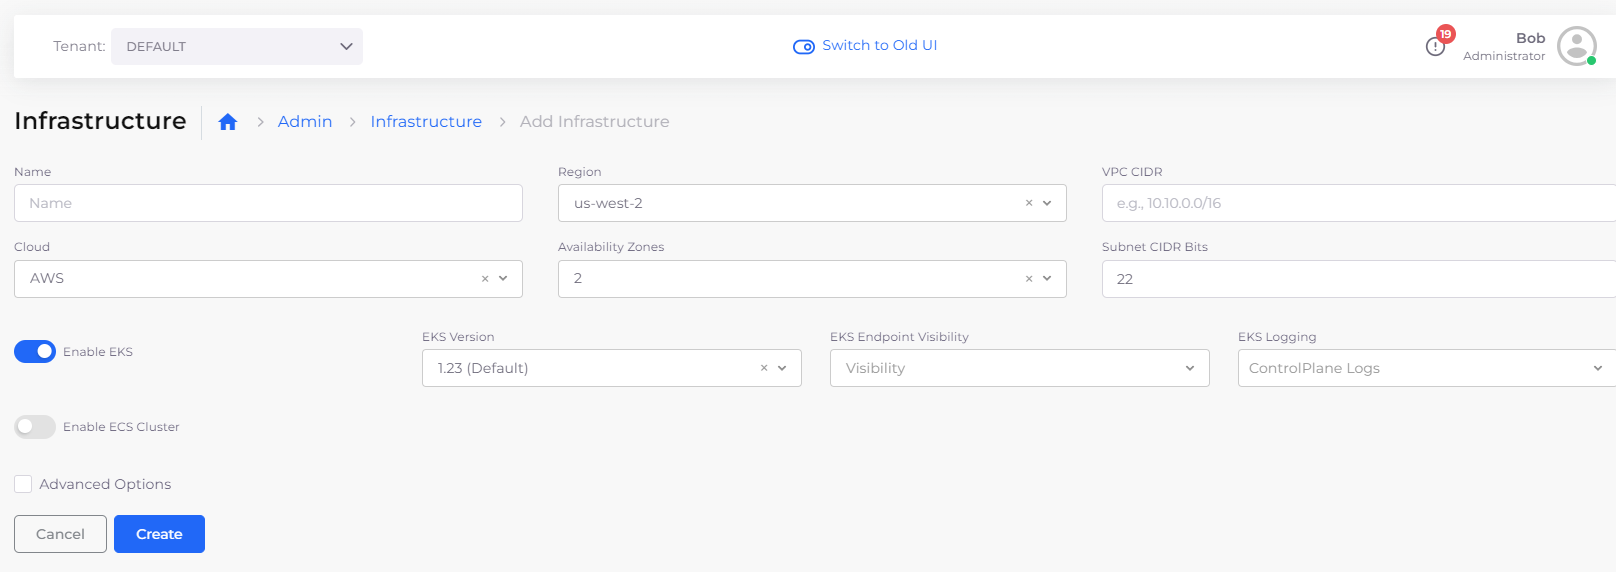 Tenant: DEFAULT Switch to Old UI 19 Bob
Administrator
Infrastructure Admin Infrastructure Add Infrastructure
Name Region VPC CIDR
Name us-west-2 e.g., 10.10.0.0/16
Cloud Availability Zones Subnet CIDR Bits
AWS 2 22
EKS Version EKS Endpoint Visibility EKS Logging
Enable EKS 1.23 (Default) Visibility ControlPlane Logs
Enable ECS Cluster
Advanced Options
Cancel Create